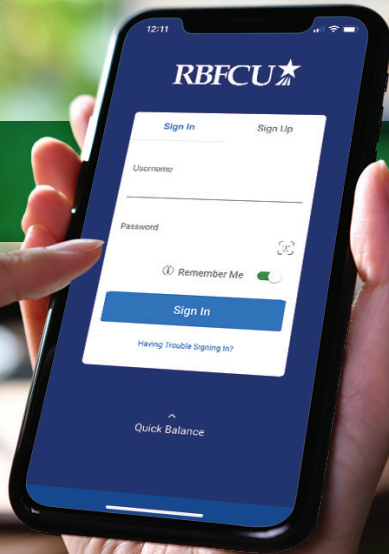 12:11
RBFCU
Sign In
Sign Up
Username
Password
Remember Me
Sign In
Having Trouble Signing In?
Quick Balance